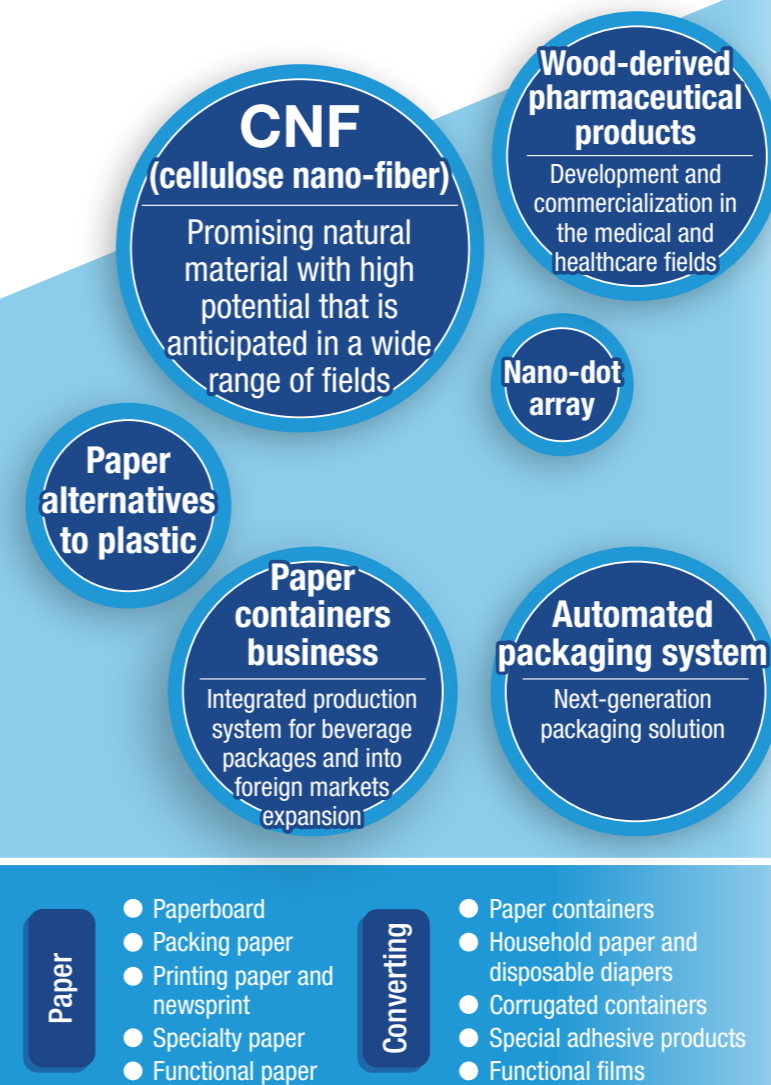 CNF
(cellulose nano-fiber)
Promising natural
material with high
potential that is
anticipated in a wide
range of fields
Wood-derived
pharmaceutical
products
Development and
commercialization in
the medical and
healthcare fields
Nano-dot
array
Paper
alternatives
to plastic
Paper
containers
business
Integrated production
system for beverage
packages and into
foreign markets
expansion
Automated
packaging system
Next-generation
packaging solution
Paper
● Paperboard
● Packing paper
● Printing paper and
newsprint
● Specialty paper
● Functional paper
Converting
● Paper containers
● Household paper and
disposable diapers
● Corrugated containers
● Special adhesive products
● Functional films